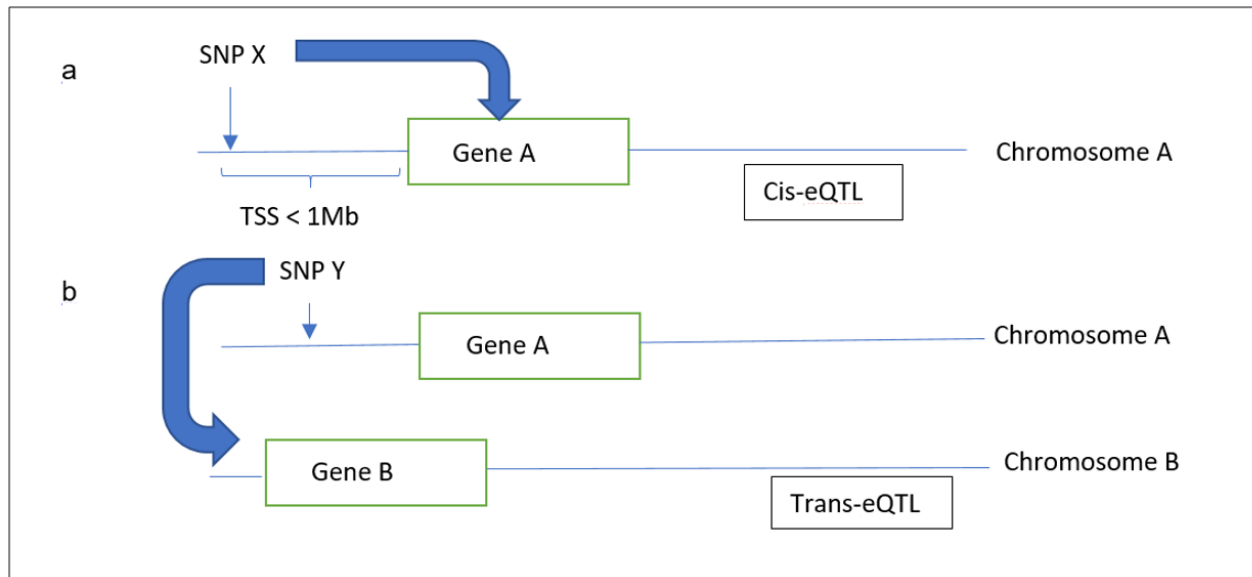 a
SNP X
Gene A
Chromosome A
Cis-eQTL
TSS < 1Mb
b
SNP Y
Gene A
Chromosome A
Gene B
Chromosome B
Trans-eQTL